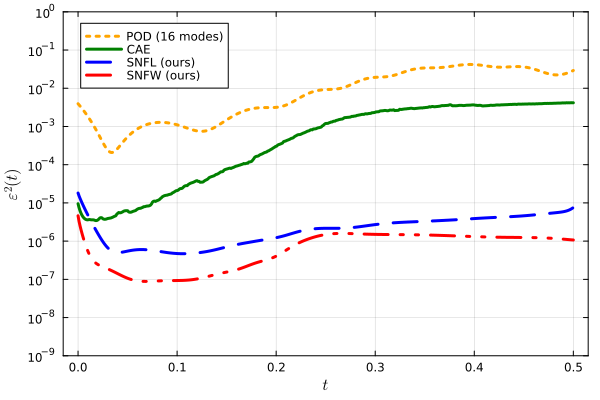 10⁰
10⁻¹
10⁻²
10⁻³
10⁻⁴
10⁻⁵
10⁻⁶
10⁻⁷
10⁻⁸
10⁻⁹
ε²(t)
POD (16 modes)
CAE
SNFL (ours)
SNFW (ours)
0.0 0.1 0.2 0.3 0.4 0.5
t